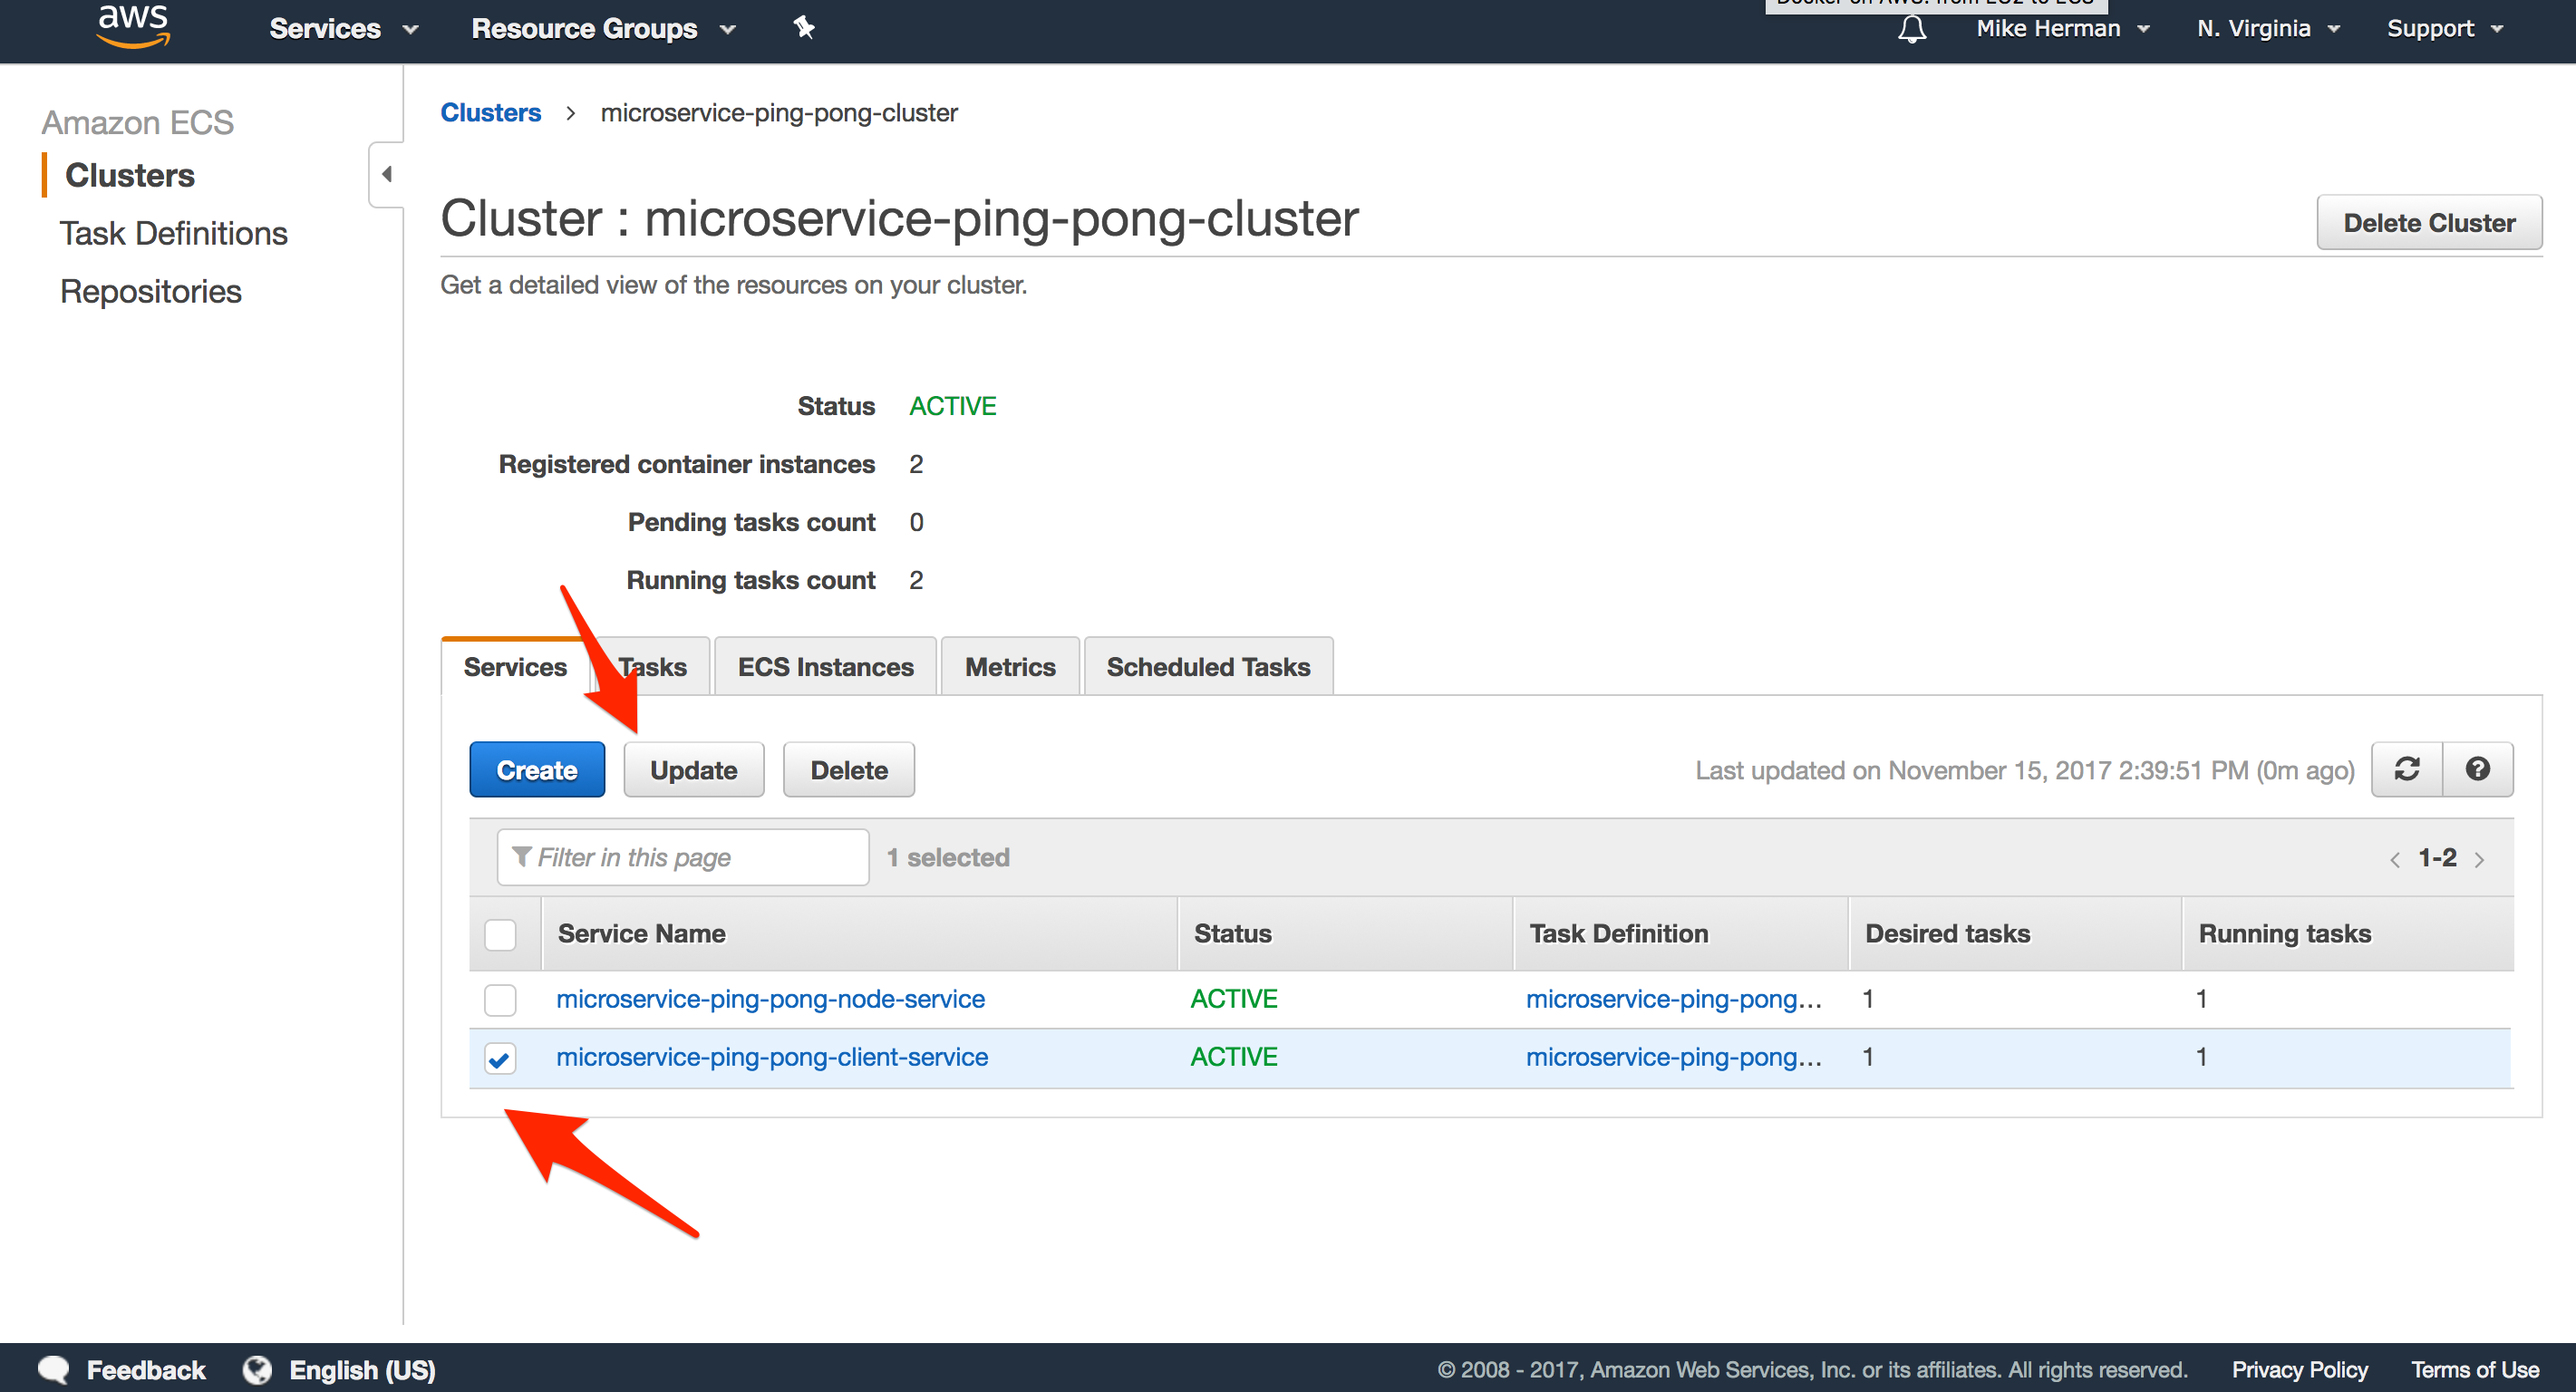 aws
Services
Resource Groups
Mike Herman
N. Virginia
Support
Amazon ECS
Clusters
Task Definitions
Repositories
Clusters > microservice-ping-pong-cluster
Cluster : microservice-ping-pong-cluster
Delete Cluster
Get a detailed view of the resources on your cluster.
Status ACTIVE
Registered container instances 2
Pending tasks count 0
Running tasks count 2
Services Tasks ECS Instances Metrics Scheduled Tasks
Create Update Delete
Last updated on November 15, 2017 2:39:51 PM (0m ago)
Filter in this page 1 selected
< 1-2 >
Service Name Status Task Definition Desired tasks Running tasks
microservice-ping-pong-node-service ACTIVE microservice-ping-pong... 1 1
microservice-ping-pong-client-service ACTIVE microservice-ping-pong... 1 1
Feedback English (US)
© 2008 - 2017, Amazon Web Services, Inc. or its affiliates. All rights reserved. Privacy Policy Terms of Use